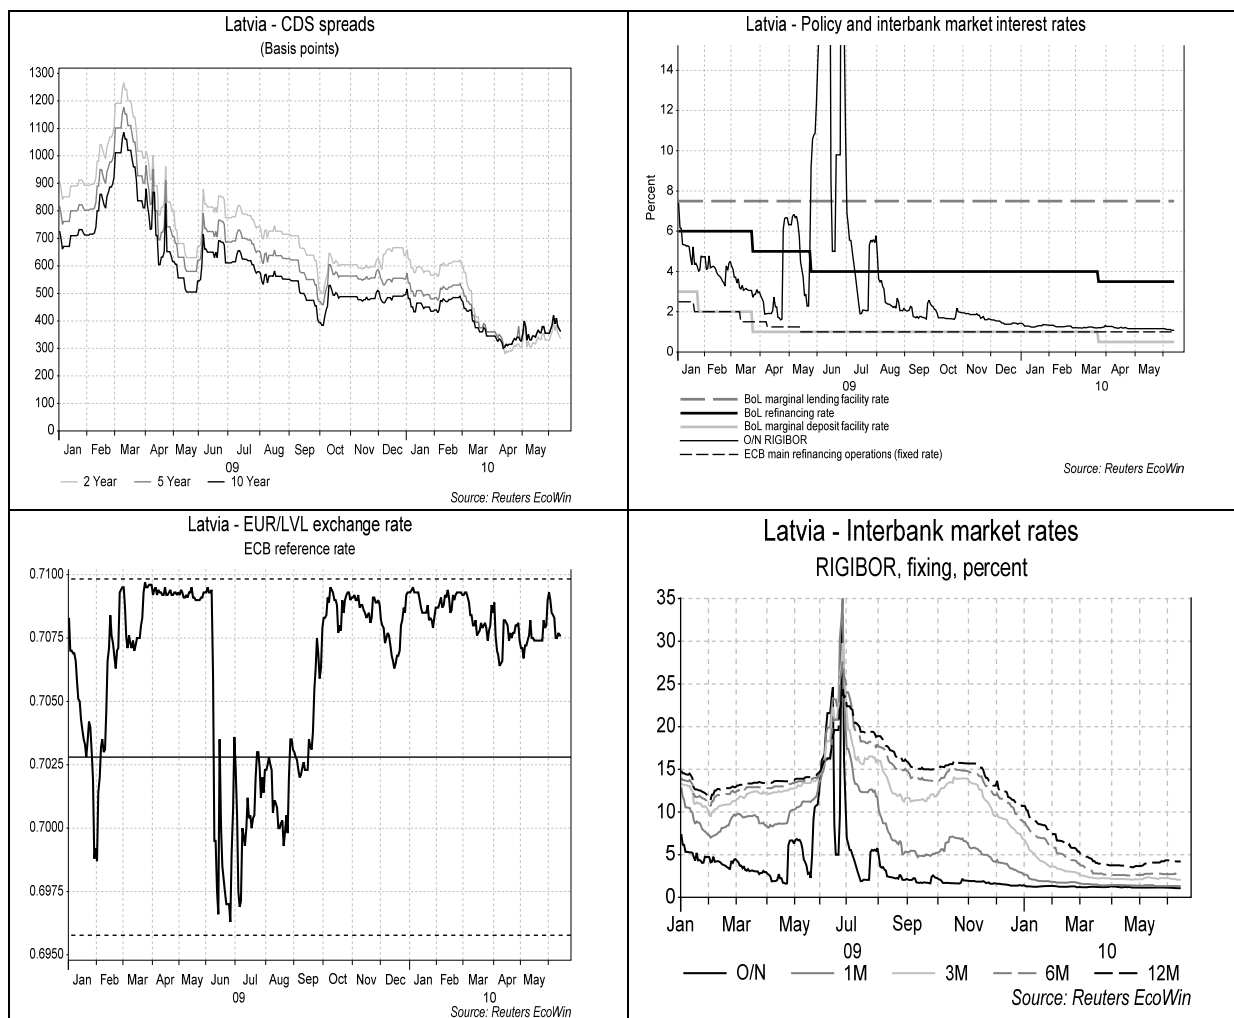 Latvia - CDS spreads
(Basis points)
1300
1200
1100
1000
900
800
700
600
500
400
300
200
100
0
Jan Feb Mar Apr May Jun Jul Aug Sep Oct Nov Dec Jan Feb Mar Apr May
09 10
2 Year 5 Year 10 Year
Source: Reuters EcoWin
Latvia - Policy and interbank market interest rates
Percent
14
12
10
8
6
4
2
0
Jan Feb Mar Apr May Jun Jul Aug Sep Oct Nov Dec Jan Feb Mar Apr May
09 10
BoL marginal lending facility rate
BoL refinancing rate
BoL marginal deposit facility rate
O/N RIGIBOR
ECB main refinancing operations (fixed rate)
Source: Reuters EcoWin
Latvia - EUR/LVL exchange rate
ECB reference rate
0.7100
0.7075
0.7050
0.7025
0.7000
0.6975
0.6950
Jan Feb Mar Apr May Jun Jul Aug Sep Oct Nov Dec Jan Feb Mar Apr May
09 10
Source: Reuters EcoWin
Latvia - Interbank market rates
RIGIBOR, fixing, percent
35
30
25
20
15
10
5
0
Jan Mar May Jul Sep Nov Jan Mar May
09 10
O/N 1M 3M 6M 12M
Source: Reuters EcoWin